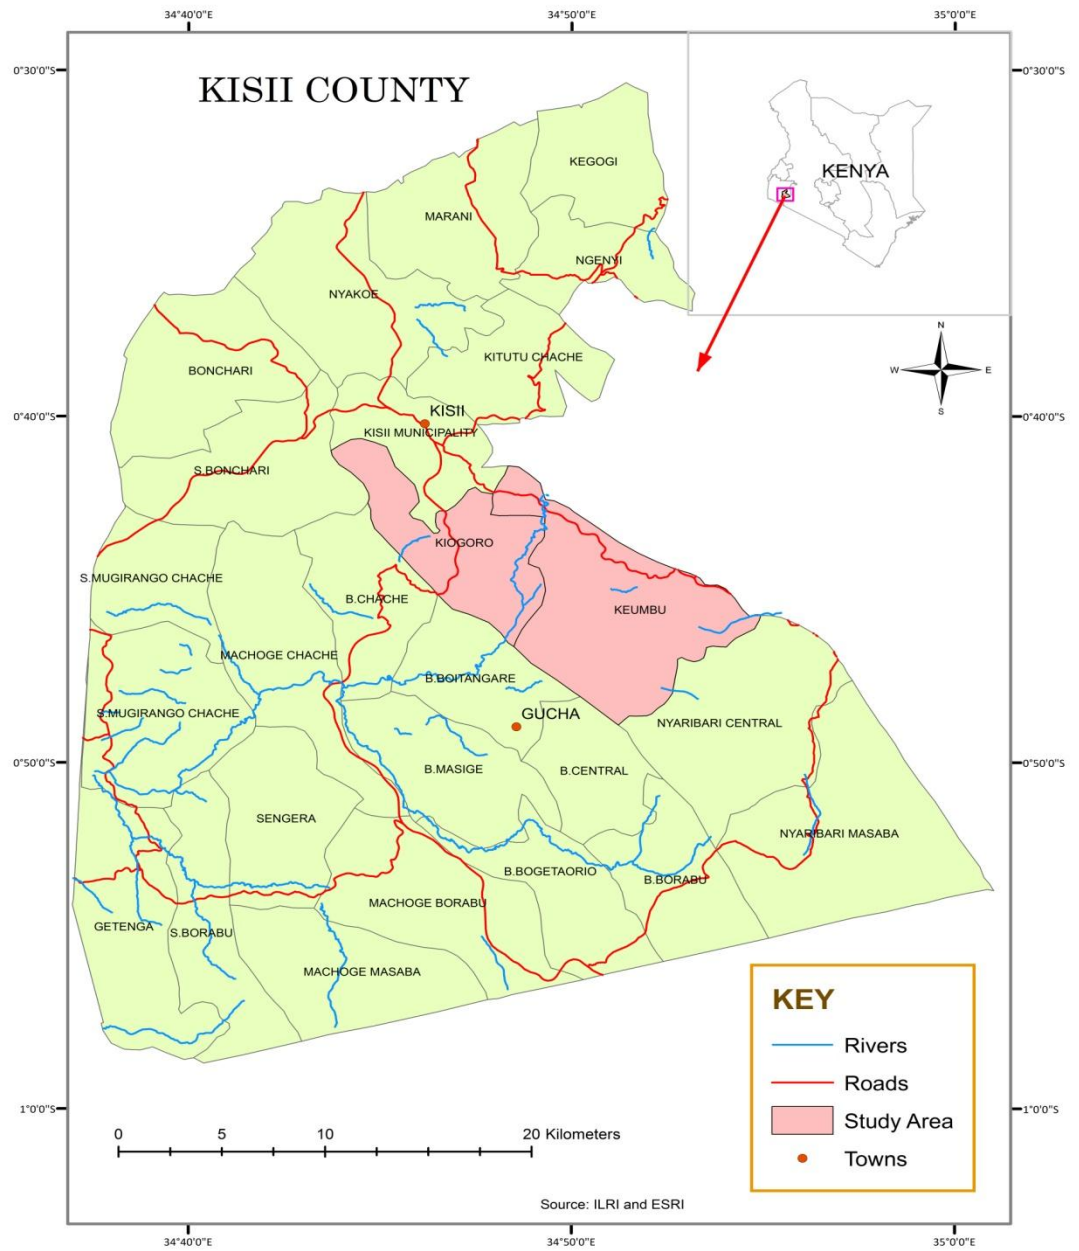 34°40'0"E
34°50'0"E
35°0'0"E
0°30'0"S
0°30'0"S
KISII COUNTY
KEGOGI
KENYA
MARANI
NGENYI
NYAKOE
N
KITUTU CHACHE
BONCHARI
W
E
S
KISII
0°40'0"S
0°40'0"S
KISII MUNICIPALITY
S.BONCHARI
KIOGORO
S.MUGIRANGO CHACHE
B.CHACHE
KEUMBU
MACHOGE CHACHE
B.BOITANGARE
S.MUGIRANGO CHACHE
GUCHA
NYARIBARI CENTRAL
0°50'0"S
0°50'0"S
B.MASIGE
B.CENTRAL
SENGERA
NYARIBARI MASABA
B.BOGETAORIO
B.BORABU
MACHOGE BORABU
GETENGA
S.BORABU
MACHOGE MASABA
KEY
Rivers
Roads
Study Area
Towns
1°0'0"S
1°0'0"S
0 5 10 20 Kilometers
Source: ILRI and ESRI
34°40'0"E
34°50'0"E
35°0'0"E